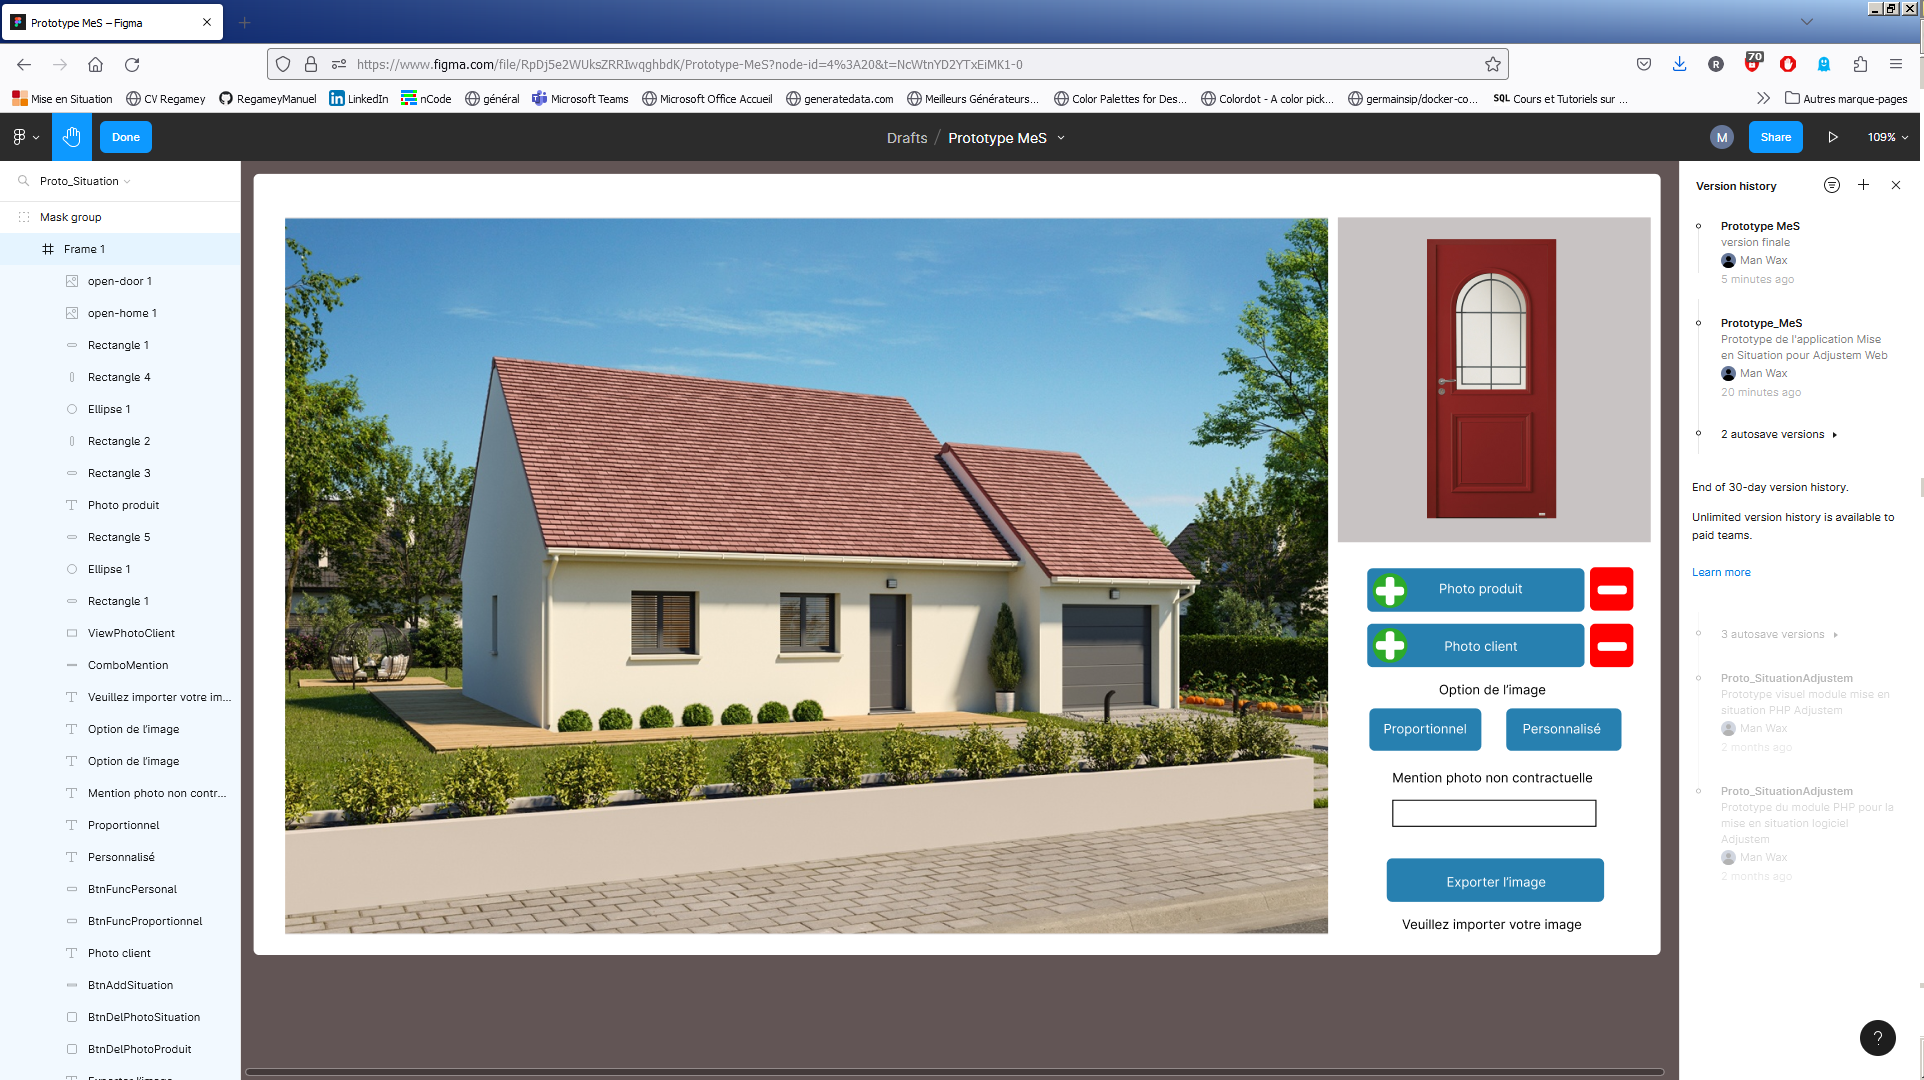 Prototype MeS – Figma
https://www.figma.com/file/RpDj5e2WUksZRRIwqghbdK/Prototype-MeS?node-id=4%3A20&t=NcWtnYD2YTxEiMK1-0
70
Mise en Situation
CV Regamey
RegameyManuel
LinkedIn
nCode
général
Microsoft Teams
Microsoft Office Accueil
generatedata.com
Meilleurs Générateurs...
Color Palettes for Des...
Colordot - A color pick...
germainsip/docker-co...
SQL Cours et Tutoriels sur ...
Autres marque-pages
Done
Drafts / Prototype MeS
M
Share
109%
Proto_Situation
Mask group
Frame 1
open-door 1
open-home 1
Rectangle 1
Rectangle 4
Ellipse 1
Rectangle 2
Rectangle 3
Photo produit
Rectangle 5
Ellipse 1
Rectangle 1
ViewPhotoClient
ComboMention
Veuillez importer votre im...
Option de l'image
Option de l'image
Mention photo non contr...
Proportionnel
Personnalisé
BtnFuncPersonal
BtnFuncProportionnel
Photo client
BtnAddSituation
BtnDelPhotoSituation
BtnDelPhotoProduit
Exporter l'image
Photo produit
Photo client
Option de l'image
Proportionnel
Personnalisé
Mention photo non contractuelle
Exporter l'image
Veuillez importer votre image
Version history
Prototype MeS
version finale
Man Wax
5 minutes ago
Prototype_MeS
Prototype de l'application Mise
en Situation pour Adjustem Web
Man Wax
20 minutes ago
2 autosave versions
End of 30-day version history.
Unlimited version history is available to
paid teams.
Learn more
3 autosave versions
Proto_SituationAdjustem
Prototype visuel module mise en
situation PHP Adjustem
Man Wax
2 months ago
Proto_SituationAdjustem
Prototype du module PHP pour la
mise en situation logiciel
Adjustem
Man Wax
2 months ago
?